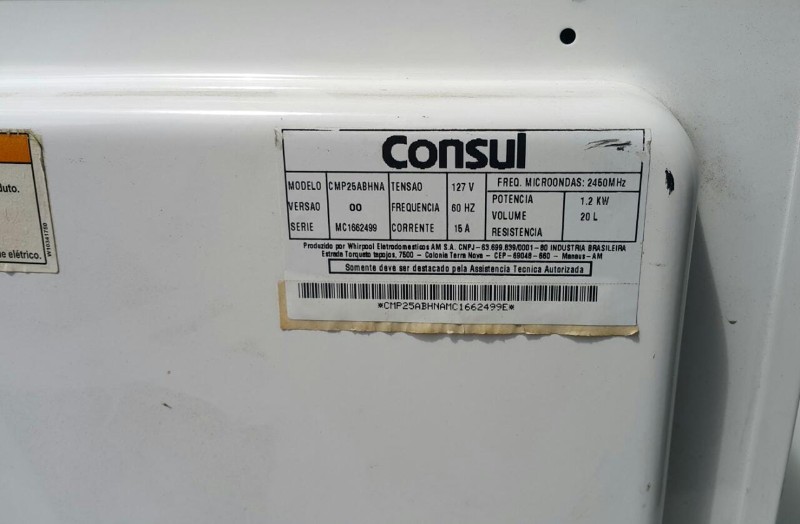 Consul
MODELO CMP25ABHNA TENSAO 127 V FREQ. MICROONDAS: 2450MHz
VERSAO 00 FREQUENCIA 60 HZ POTENCIA 1.2 KW
SERIE MC1662499 CORRENTE 15 A VOLUME 20 L
RESISTENCIA
Produzido por Whirpool Eletrodomesticos AM S.A. CNPJ - 63.699.839/0001 - 80 INDUSTRIA BRASILEIRA
Estrada Torquato tapajos, 7500 - Colonia Terra Nova - CEP - 69048 - 660 - Manaus - AM
Somente deve ser destacado pela Assistencia Tecnica Autorizada
*CMP25ABHNAMC1662499E*
duto.
e elétrico.